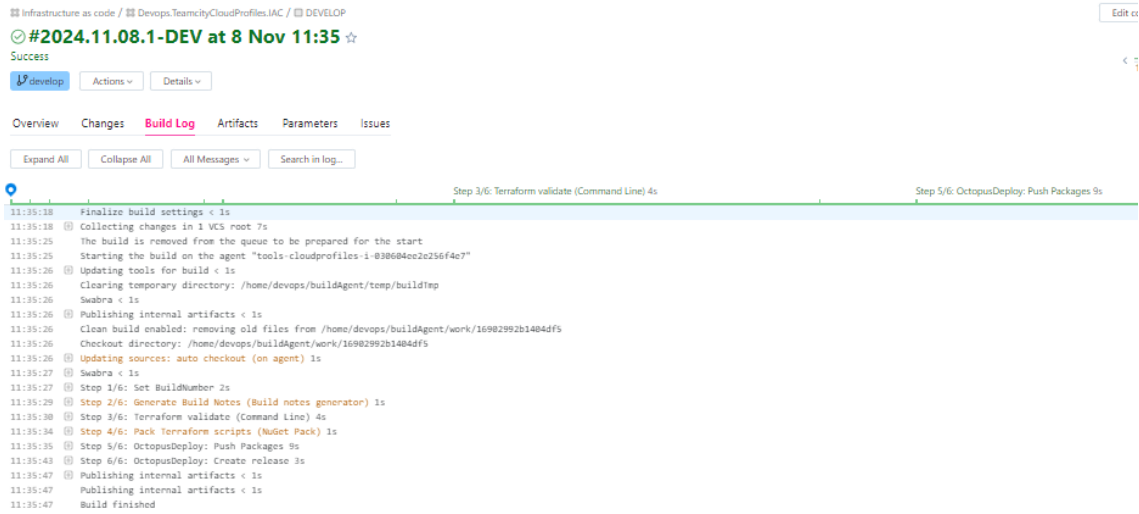 Infrastructure as code / Devops.TeamcityCloudProfiles.IAC / DEVELOP
Edit co
#2024.11.08.1-DEV at 8 Nov 11:35
Success
develop Actions Details
Overview Changes Build Log Artifacts Parameters Issues
Expand All Collapse All All Messages Search in log...
Step 3/6: Terraform validate (Command Line) 4s Step 5/6: OctopusDeploy: Push Packages 9s
11:35:18 Finalize build settings < 1s
11:35:18 Collecting changes in 1 VCS root 7s
11:35:25 The build is removed from the queue to be prepared for the start
11:35:25 Starting the build on the agent "tools-cloudprofiles-i-030604ee2e256f4e7"
11:35:26 Updating tools for build < 1s
11:35:26 Clearing temporary directory: /home/devops/buildAgent/temp/buildTmp
11:35:26 Swabra < 1s
11:35:26 Publishing internal artifacts < 1s
11:35:26 Clean build enabled: removing old files from /home/devops/buildAgent/work/16902992b1404df5
11:35:26 Checkout directory: /home/devops/buildAgent/work/16902992b1404df5
11:35:26 Updating sources: auto checkout (on agent) 1s
11:35:27 Swabra < 1s
11:35:27 Step 1/6: Set BuildNumber 2s
11:35:29 Step 2/6: Generate Build Notes (Build notes generator) 1s
11:35:30 Step 3/6: Terraform validate (Command Line) 4s
11:35:34 Step 4/6: Pack Terraform scripts (NuGet Pack) 1s
11:35:35 Step 5/6: OctopusDeploy: Push Packages 9s
11:35:43 Step 6/6: OctopusDeploy: Create release 3s
11:35:47 Publishing internal artifacts < 1s
11:35:47 Publishing internal artifacts < 1s
11:35:47 Build finished